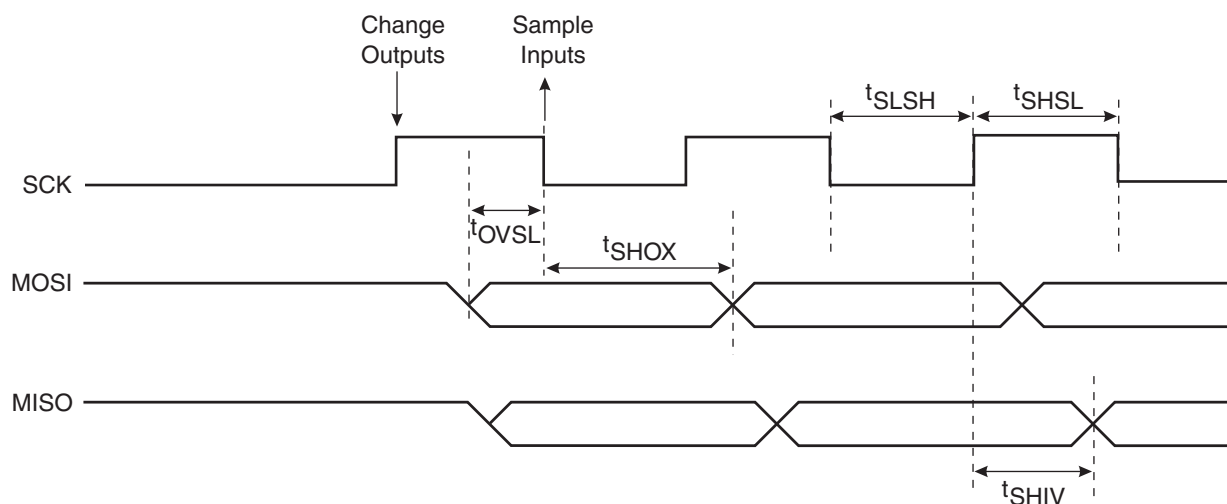 Change
Outputs
Sample
Inputs
tSLSH
tSHSL
SCK
tOVSL
tSHOX
MOSI
MISO
tSHIV